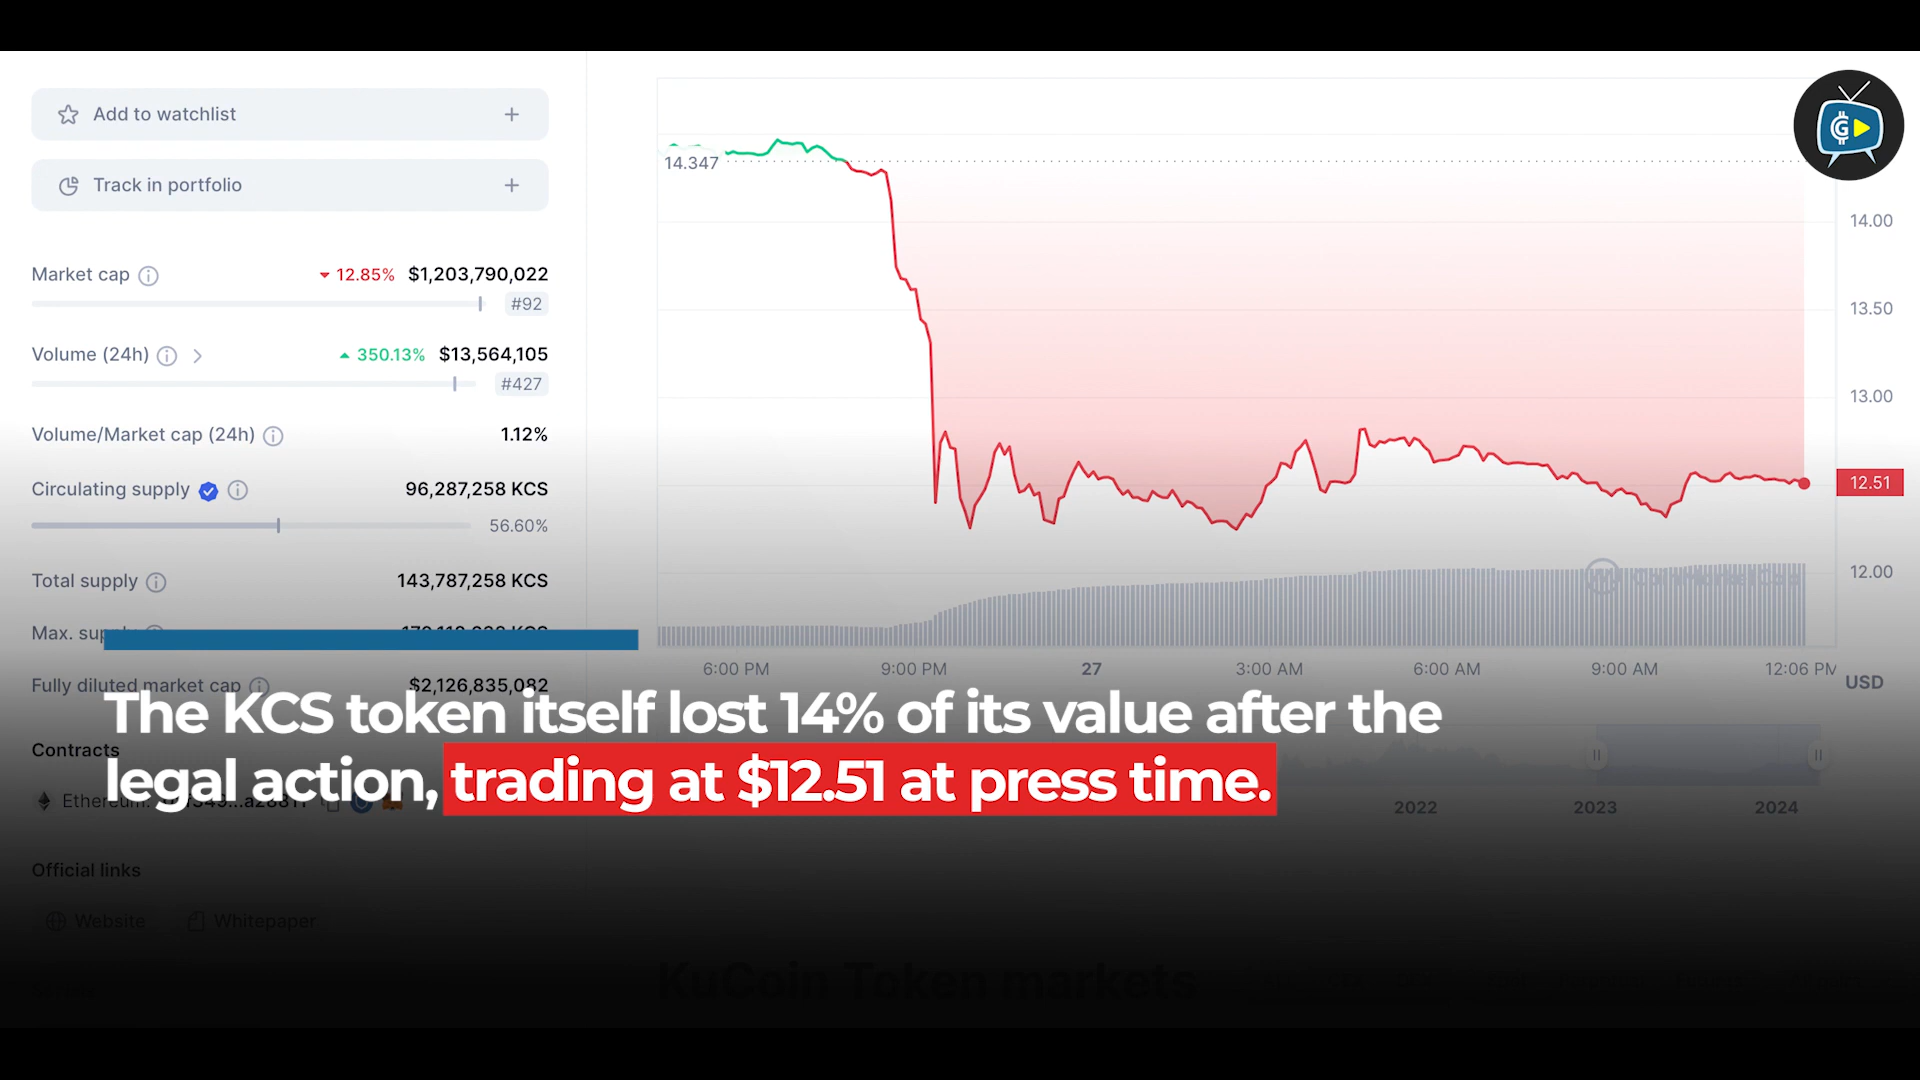 Add to watchlist
Track in portfolio
Market cap 12.85% $1,203,790,022
#92
Volume (24h) 350.13% $13,564,105
#427
Volume/Market cap (24h) 1.12%
Circulating supply 96,287,258 KCS
56.60%
Total supply 143,787,258 KCS
Max.
Fully diluted market cap $2,126,835,082
Contracts
Ethereum:
Official links
Website Whitepaper
14.347
14.00
13.50
13.00
12.51
12.00
6:00 PM 9:00 PM 27 3:00 AM 6:00 AM 9:00 AM 12:06 PM
USD
2022 2023 2024
The KCS token itself lost 14% of its value after the
legal action, trading at $12.51 at press time.
KuCoin Token markets